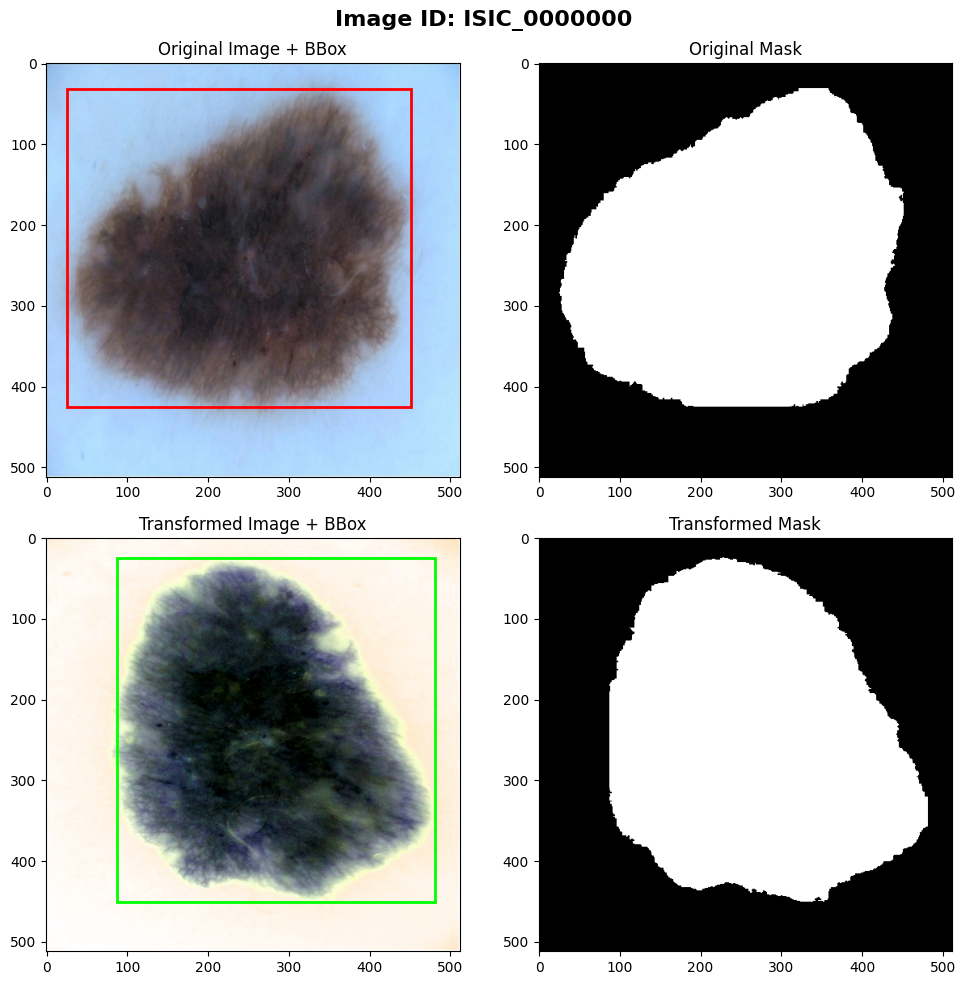 Image ID: ISIC_0000000
Original Image + BBox
Original Mask
0
100
200
300
400
500
0 100 200 300 400 500
0
100
200
300
400
500
0 100 200 300 400 500
Transformed Image + BBox
Transformed Mask
0
100
200
300
400
500
0 100 200 300 400 500
0
100
200
300
400
500
0 100 200 300 400 500